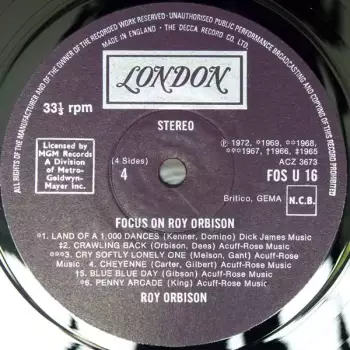 ALL RIGHTS OF THE MANUFACTURER AND OF THE OWNER OF THE RECORDED WORK RESERVED · UNAUTHORISED PUBLIC PERFORMANCE BROADCASTING AND COPYING OF THIS RECORD PROHIBITED
MADE IN ENGLAND · THE DECCA RECORD CO. LTD.
LONDON
33⅓ rpm
STEREO
℗ 1972, *1969, **1968,
***1967, †1966, ‡1965
ACZ 3673
Licensed by
MGM Records
A Division
of Metro-
Goldwyn-
Mayer Inc.
(4 Sides)
4
FOS U 16
Britico, GEMA
N.C.B.
FOCUS ON ROY ORBISON
*1. LAND OF A 1,000 DANCES (Kenner, Domino) Dick James Music
‡2. CRAWLING BACK (Orbison, Dees) Acuff-Rose Music
***3. CRY SOFTLY LONELY ONE (Melson, Gant) Acuff-Rose
Music · 4. CHEYENNE (Carter, Gilbert) Acuff-Rose Music
5. BLUE BLUE DAY (Gibson) Acuff-Rose Music
*6. PENNY ARCADE (King) Acuff-Rose Music
ROY ORBISON